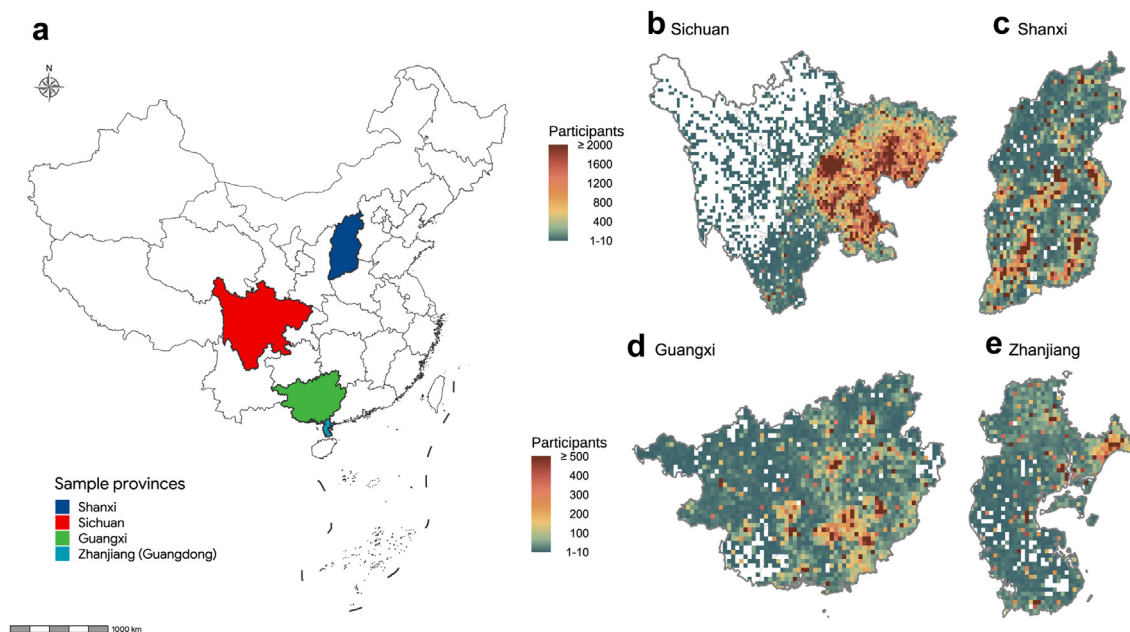 a
N
Sample provinces
Shanxi
Sichuan
Guangxi
Zhanjiang (Guangdong)
1000 km
b Sichuan
c Shanxi
Participants
≥ 2000
1600
1200
800
400
1-10
d Guangxi
e Zhanjiang
Participants
≥ 500
400
300
200
100
1-10